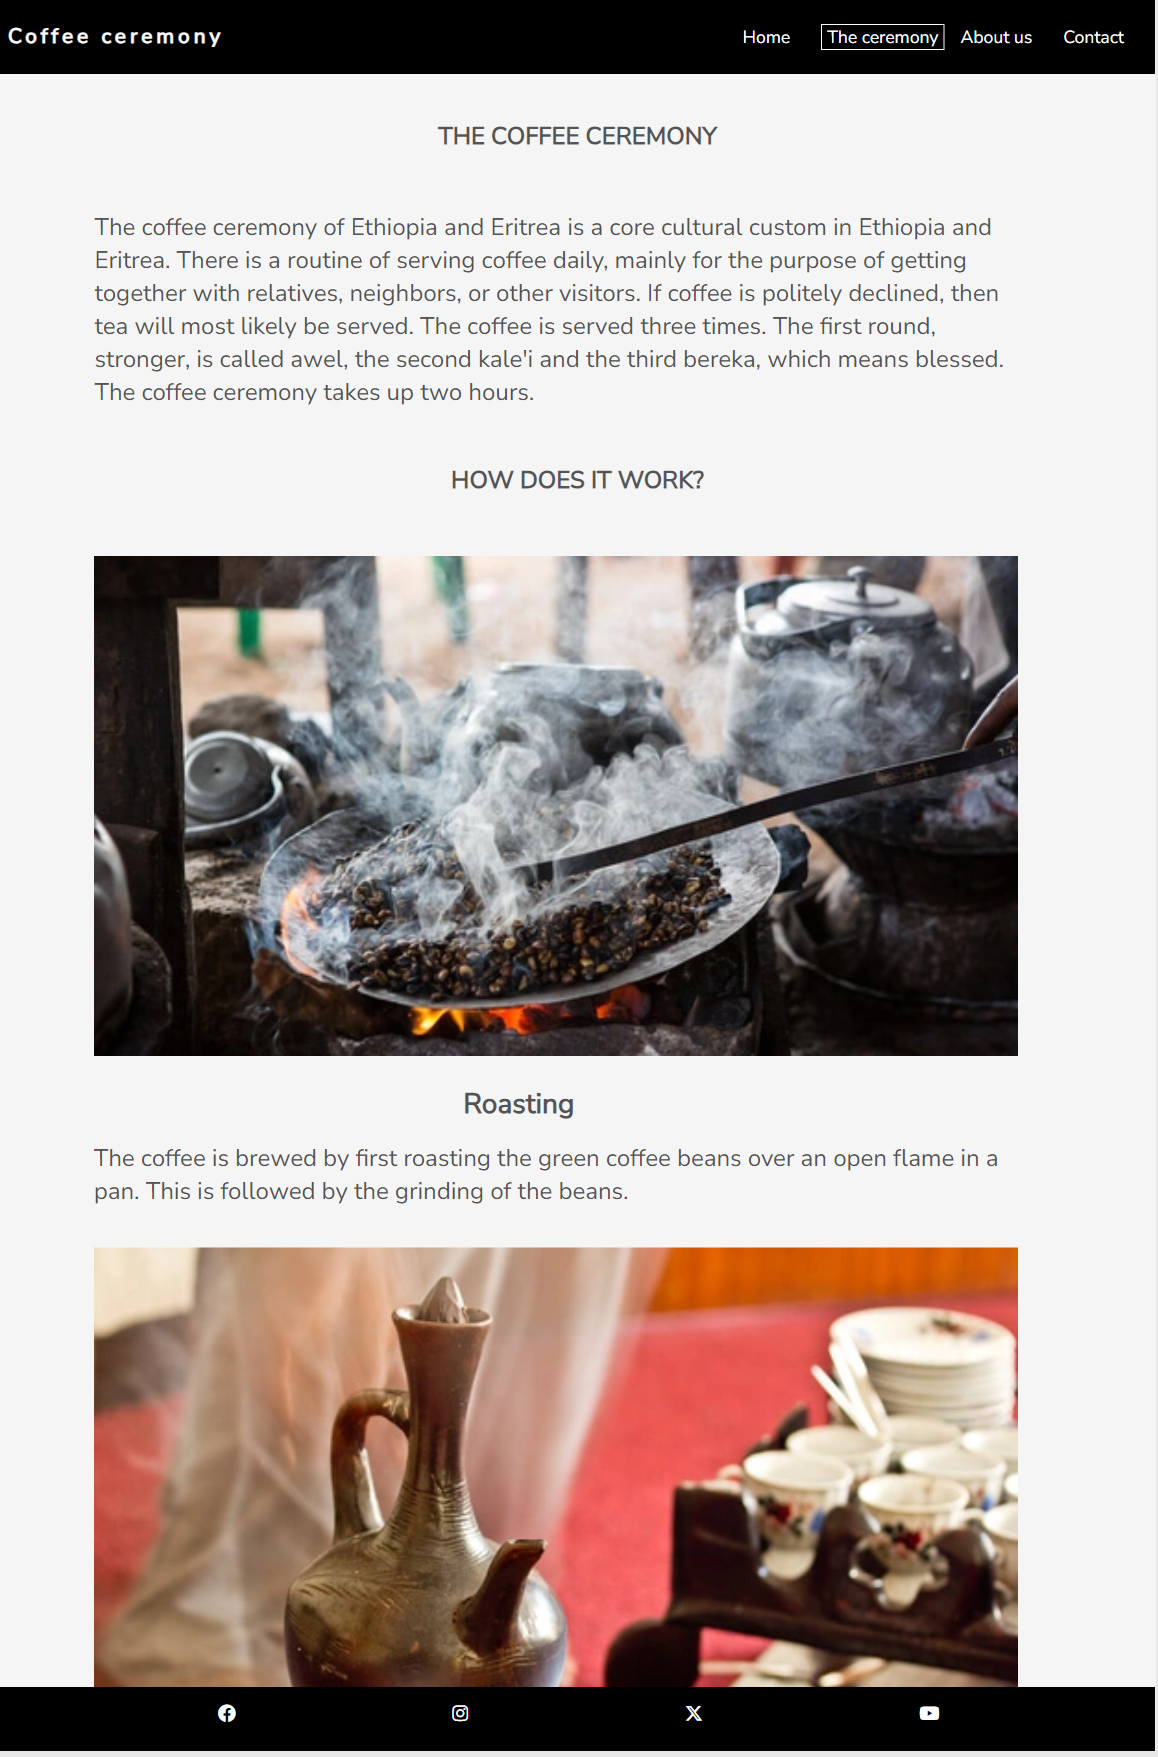 Coffee ceremony
Home The ceremony About us Contact
THE COFFEE CEREMONY
The coffee ceremony of Ethiopia and Eritrea is a core cultural custom in Ethiopia and
Eritrea. There is a routine of serving coffee daily, mainly for the purpose of getting
together with relatives, neighbors, or other visitors. If coffee is politely declined, then
tea will most likely be served. The coffee is served three times. The first round,
stronger, is called awel, the second kale'i and the third bereka, which means blessed.
The coffee ceremony takes up two hours.
HOW DOES IT WORK?
Roasting
The coffee is brewed by first roasting the green coffee beans over an open flame in a
pan. This is followed by the grinding of the beans.